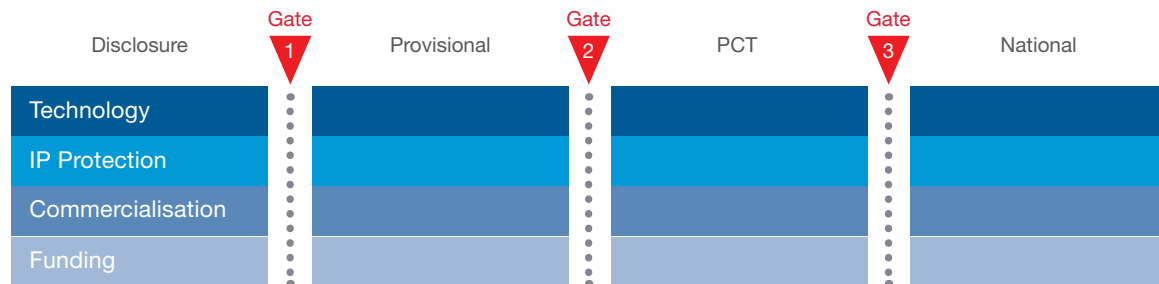 Gate Gate Gate
Disclosure 1 Provisional 2 PCT 3 National
Technology
IP Protection
Commercialisation
Funding